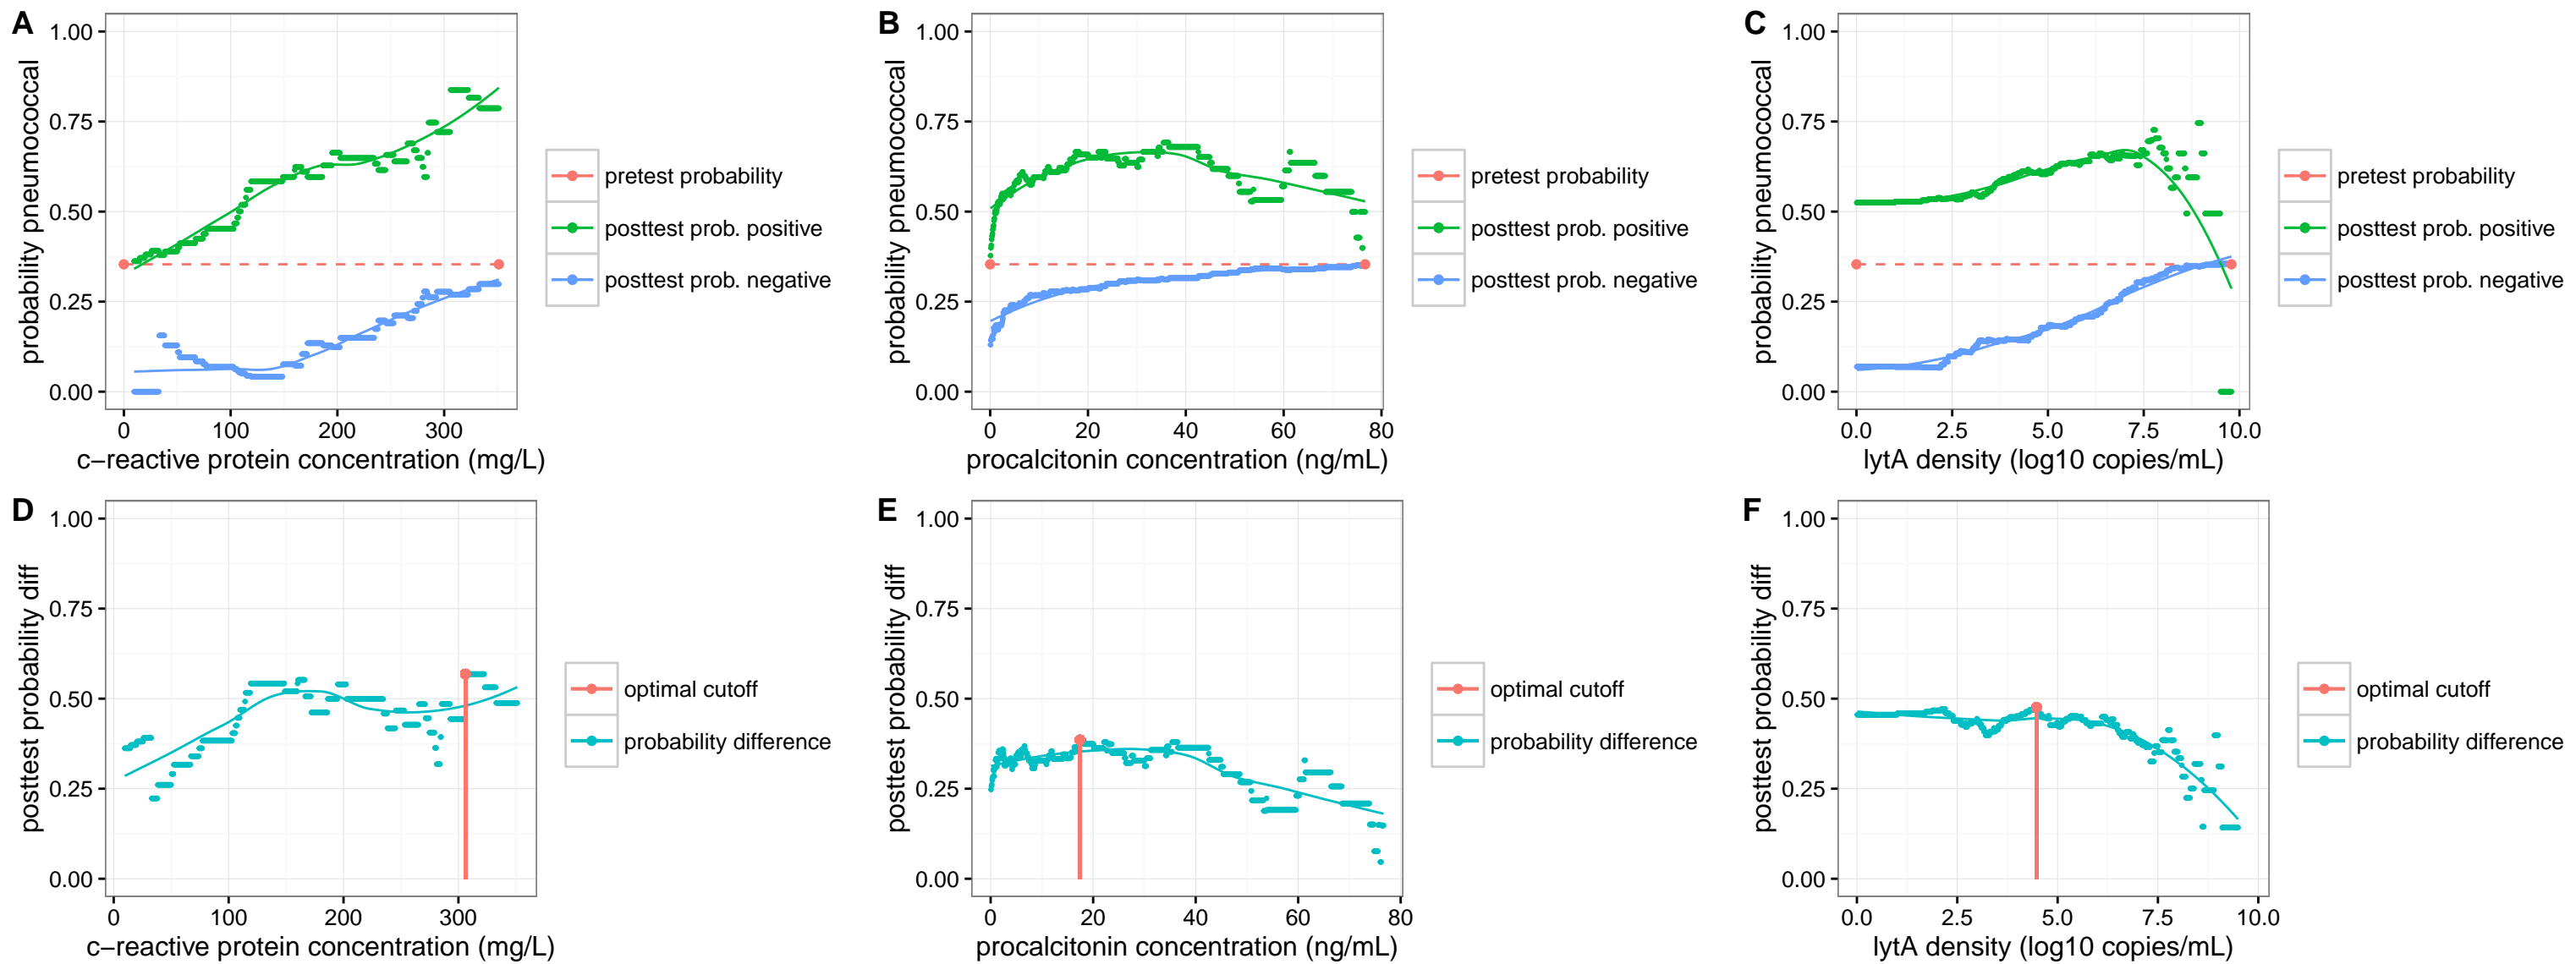 A
probability pneumococcal
1.00
0.75
0.50
0.25
0.00
0 100 200 300
c−reactive protein concentration (mg/L)
pretest probability
posttest prob. positive
posttest prob. negative
B
probability pneumococcal
1.00
0.75
0.50
0.25
0.00
0 20 40 60 80
procalcitonin concentration (ng/mL)
pretest probability
posttest prob. positive
posttest prob. negative
C
probability pneumococcal
1.00
0.75
0.50
0.25
0.00
0.0 2.5 5.0 7.5 10.0
lytA density (log10 copies/mL)
pretest probability
posttest prob. positive
posttest prob. negative
D
posttest probability diff
1.00
0.75
0.50
0.25
0.00
0 100 200 300
c−reactive protein concentration (mg/L)
optimal cutoff
probability difference
E
posttest probability diff
1.00
0.75
0.50
0.25
0.00
0 20 40 60 80
procalcitonin concentration (ng/mL)
optimal cutoff
probability difference
F
posttest probability diff
1.00
0.75
0.50
0.25
0.00
0.0 2.5 5.0 7.5 10.0
lytA density (log10 copies/mL)
optimal cutoff
probability difference